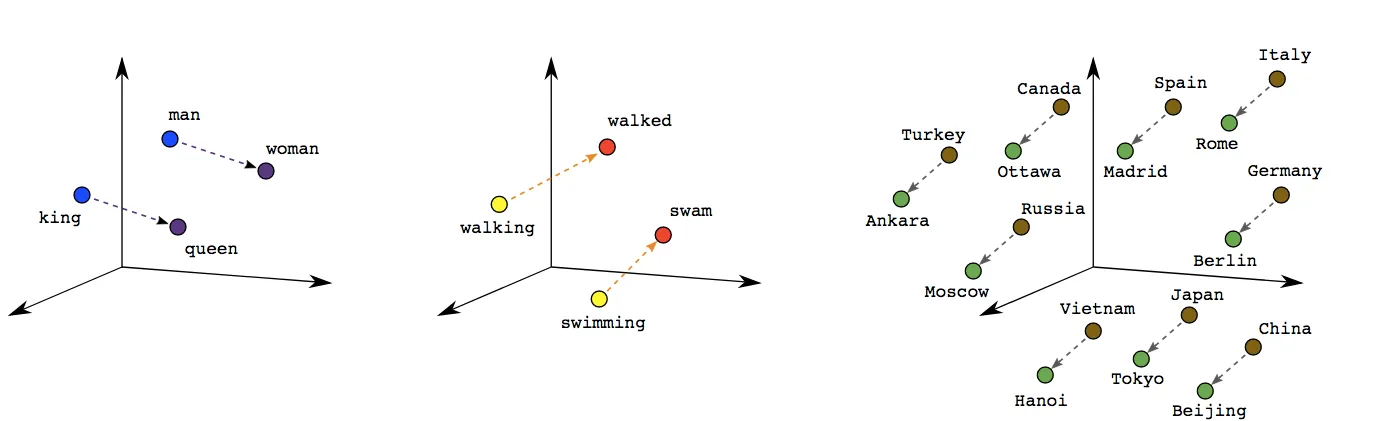 man
woman
king
queen
walked
walking
swam
swimming
Italy
Spain
Canada
Rome
Turkey
Ottawa
Madrid
Germany
Russia
Ankara
Berlin
Moscow
Japan
Vietnam
China
Tokyo
Hanoi
Beijing